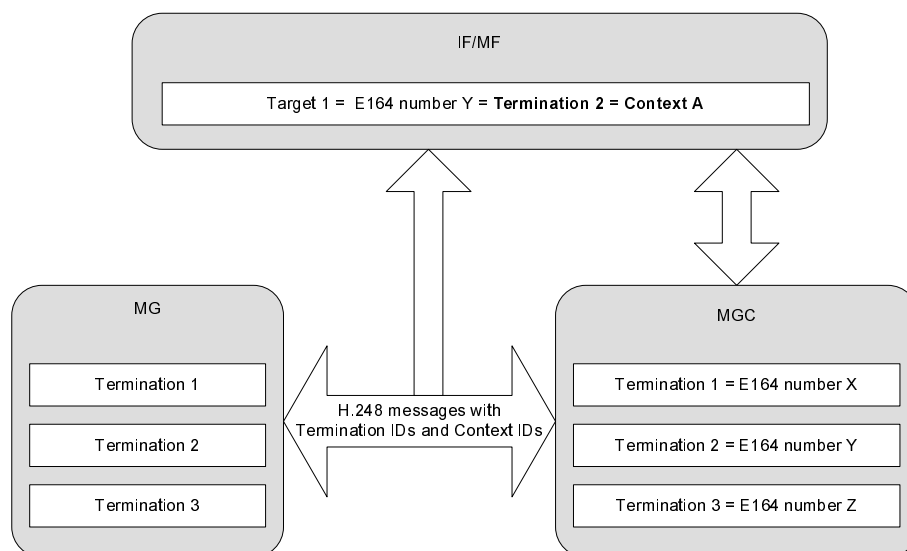 IF/MF
Target 1 = E164 number Y = Termination 2 = Context A
MG
Termination 1
Termination 2
Termination 3
H.248 messages with
Termination IDs and Context IDs
MGC
Termination 1 = E164 number X
Termination 2 = E164 number Y
Termination 3 = E164 number Z